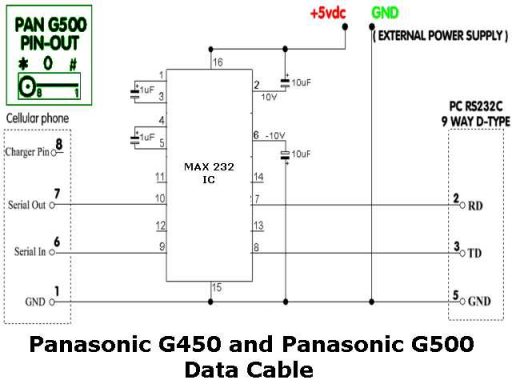 +5vdc GND
PAN G500
PIN-OUT
* O #
8 1
( EXTERNAL POWER SUPPLY )
16
1
2
1uF
10uF
3
10V
Cellular phone
PC RS232C
9 WAY D-TYPE
4
6 -10V
1uF
5
10uF
Charger Pin 8
MAX 232
IC
11
14
Serial Out 7
10
7
2 RD
12
13
Serial In 6
9
8
3 TD
15
GND 1
5 GND
Panasonic G450 and Panasonic G500
Data Cable